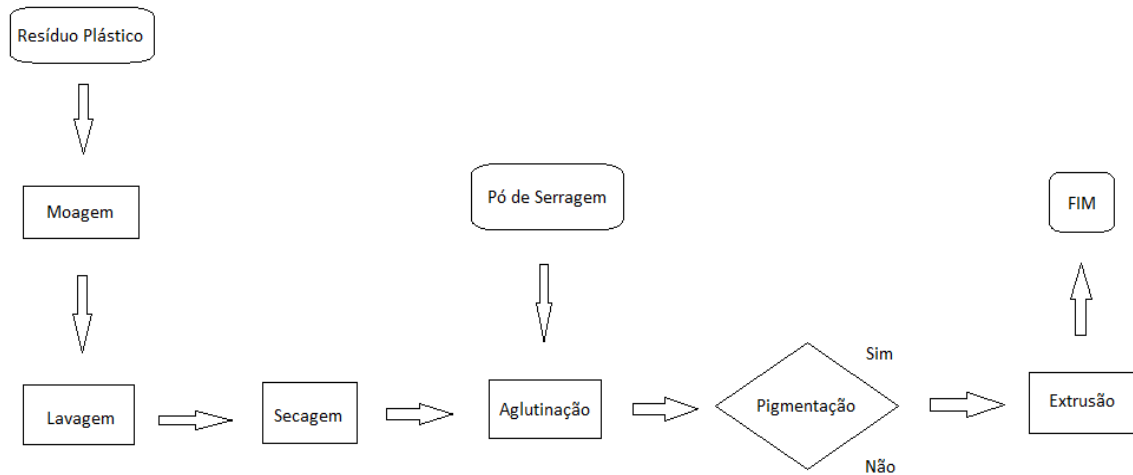 Resíduo Plástico
Moagem
Pó de Serragem
FIM
Lavagem
Secagem
Aglutinação
Pigmentação
Sim
Não
Extrusão